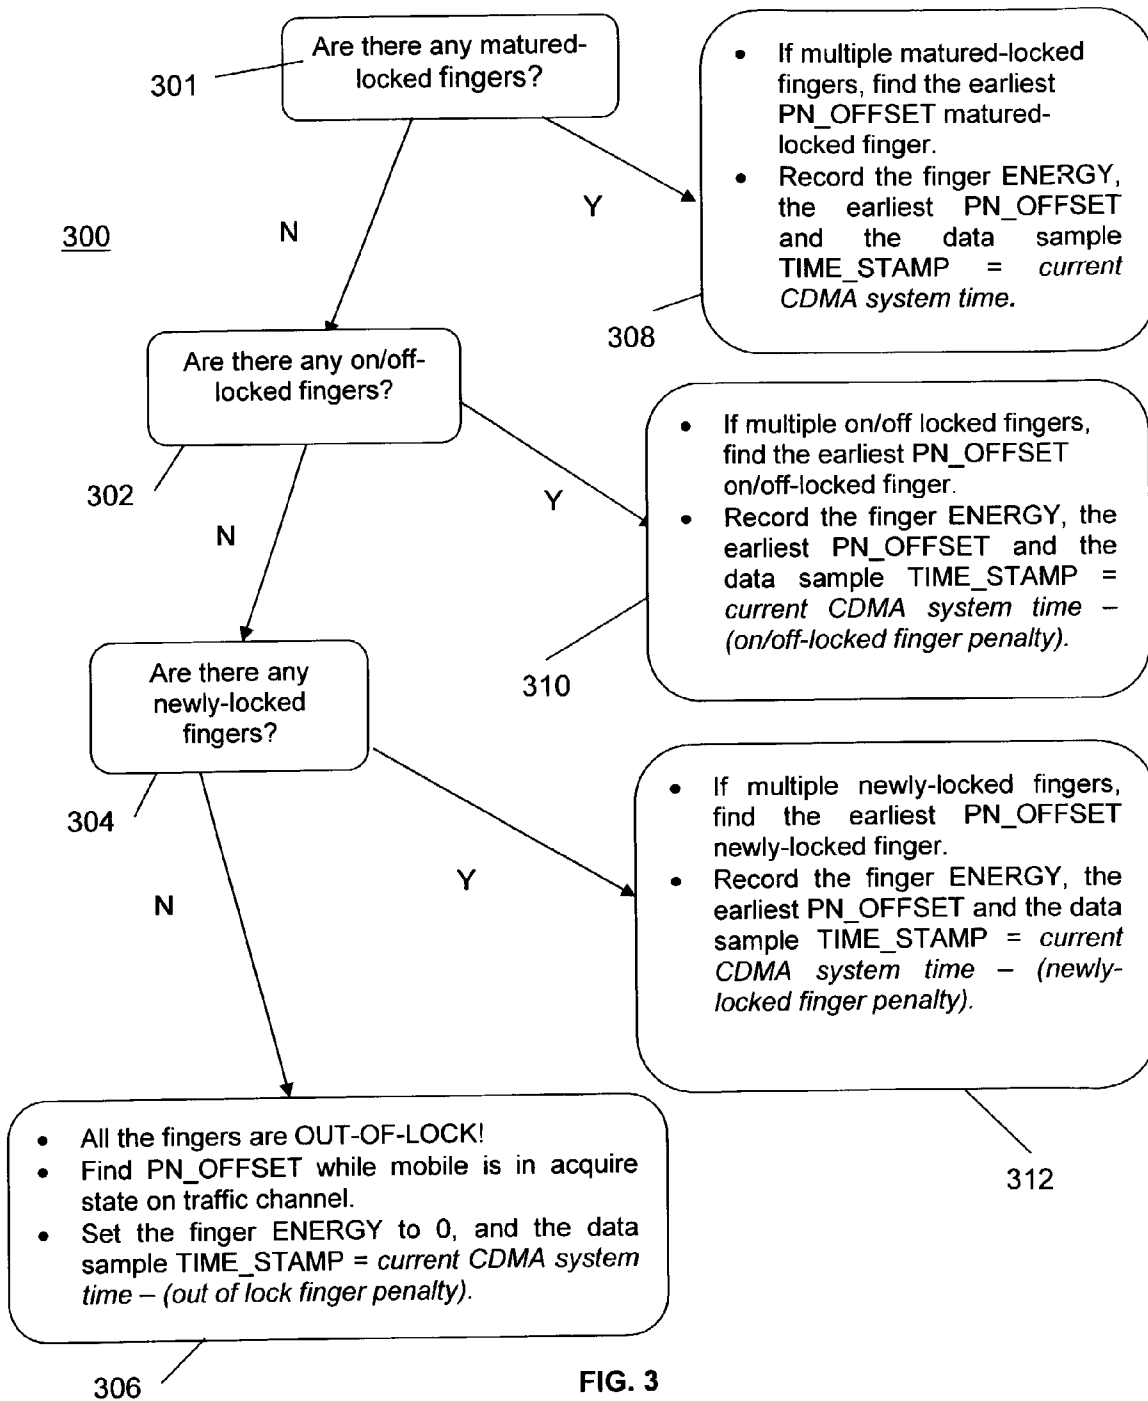 Are there any matured-
locked fingers?
301
• If multiple matured-locked
fingers, find the earliest
PN_OFFSET matured-
locked finger.
• Record the finger ENERGY,
the earliest PN_OFFSET
and the data sample
TIME_STAMP = current
CDMA system time.
308
300
N
Y
Are there any on/off-
locked fingers?
302
• If multiple on/off locked fingers,
find the earliest PN_OFFSET
on/off-locked finger.
• Record the finger ENERGY, the
earliest PN_OFFSET and the
data sample TIME_STAMP =
current CDMA system time –
(on/off-locked finger penalty).
310
N
Y
Are there any
newly-locked
fingers?
304
• If multiple newly-locked fingers,
find the earliest PN_OFFSET
newly-locked finger.
• Record the finger ENERGY, the
earliest PN_OFFSET and the data
sample TIME_STAMP = current
CDMA system time – (newly-
locked finger penalty).
312
N
Y
• All the fingers are OUT-OF-LOCK!
• Find PN_OFFSET while mobile is in acquire
state on traffic channel.
• Set the finger ENERGY to 0, and the data
sample TIME_STAMP = current CDMA system
time – (out of lock finger penalty).
306
FIG. 3